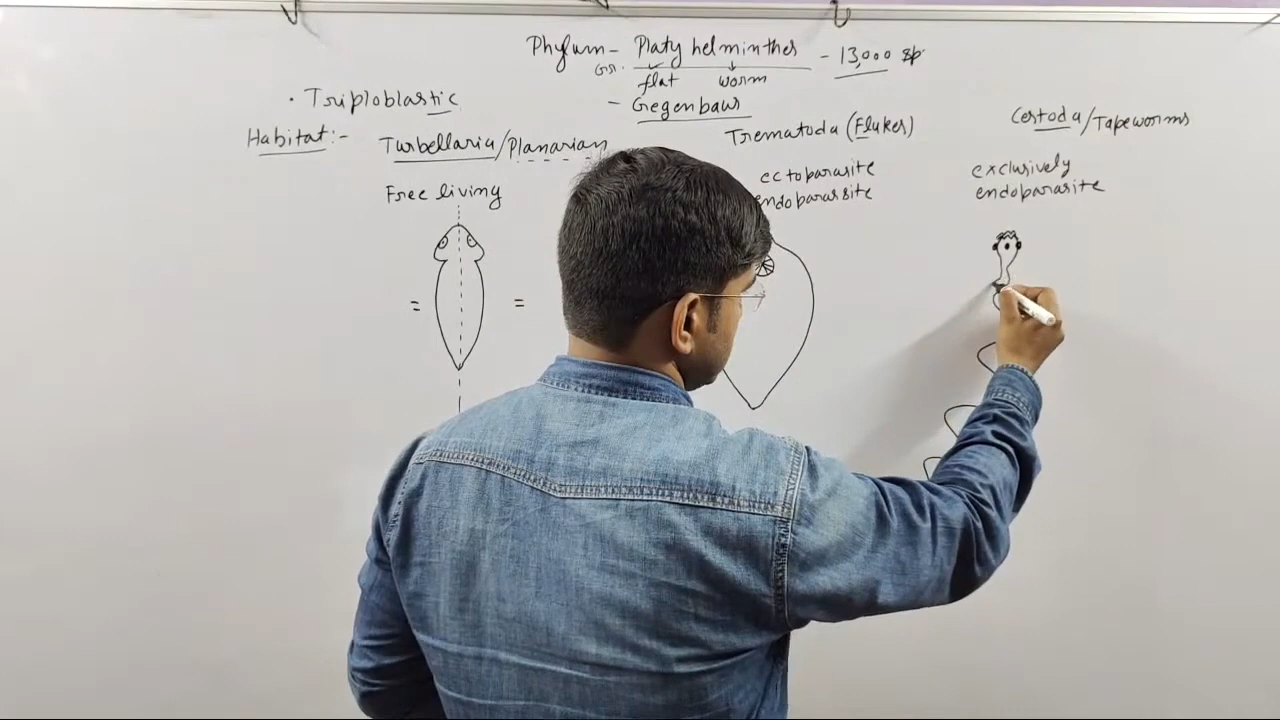 Phylum - Platy helminthes - 13,000 sp.
Gr. flat worm
- Gegenbaur
. Triploblastic
Habitat:-
Turbellaria/Planarian
Free living
Trematoda (Flukes)
ectoparasite
endoparassite
Cestoda/Tapeworms
exclusively
endoparasite
= =